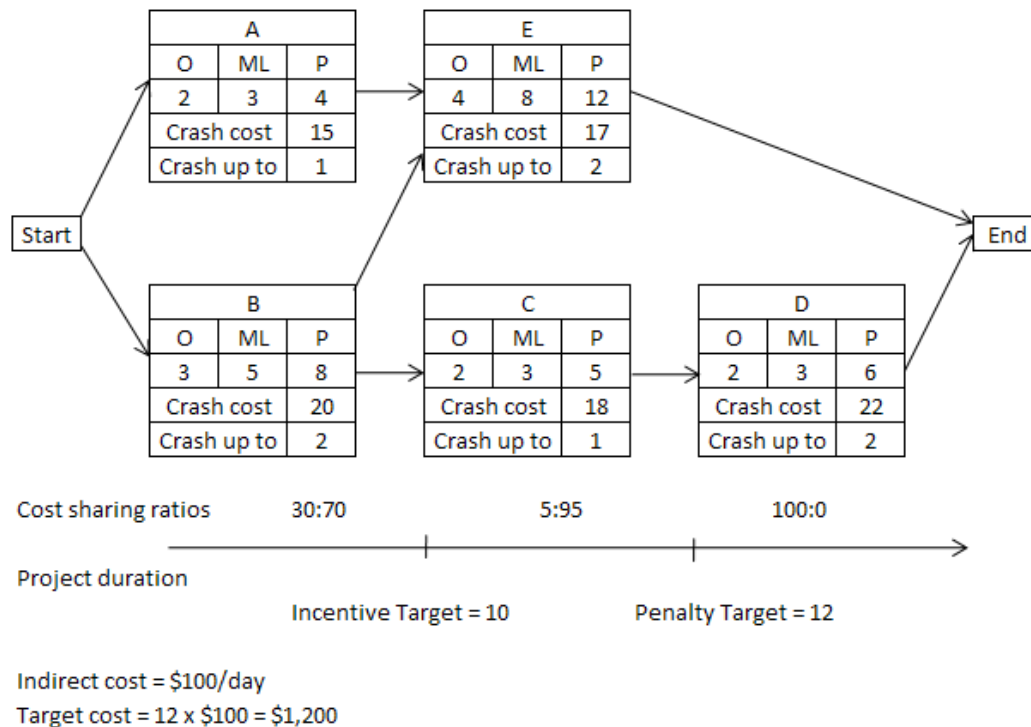 A
O ML P
2 3 4
Crash cost 15
Crash up to 1
E
O ML P
4 8 12
Crash cost 17
Crash up to 2
Start
End
B
O ML P
3 5 8
Crash cost 20
Crash up to 2
C
O ML P
2 3 5
Crash cost 18
Crash up to 1
D
O ML P
2 3 6
Crash cost 22
Crash up to 2
Cost sharing ratios 30:70 5:95 100:0
Project duration
Incentive Target = 10 Penalty Target = 12
Indirect cost = $100/day
Target cost = 12 x $100 = $1,200